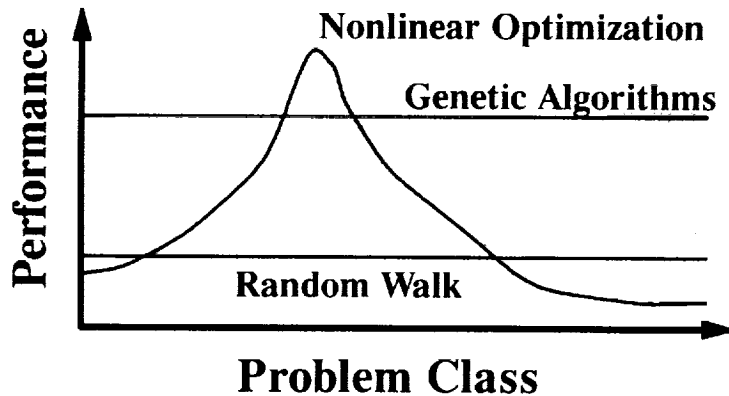 Nonlinear Optimization
Genetic Algorithms
Performance
Random Walk
Problem Class